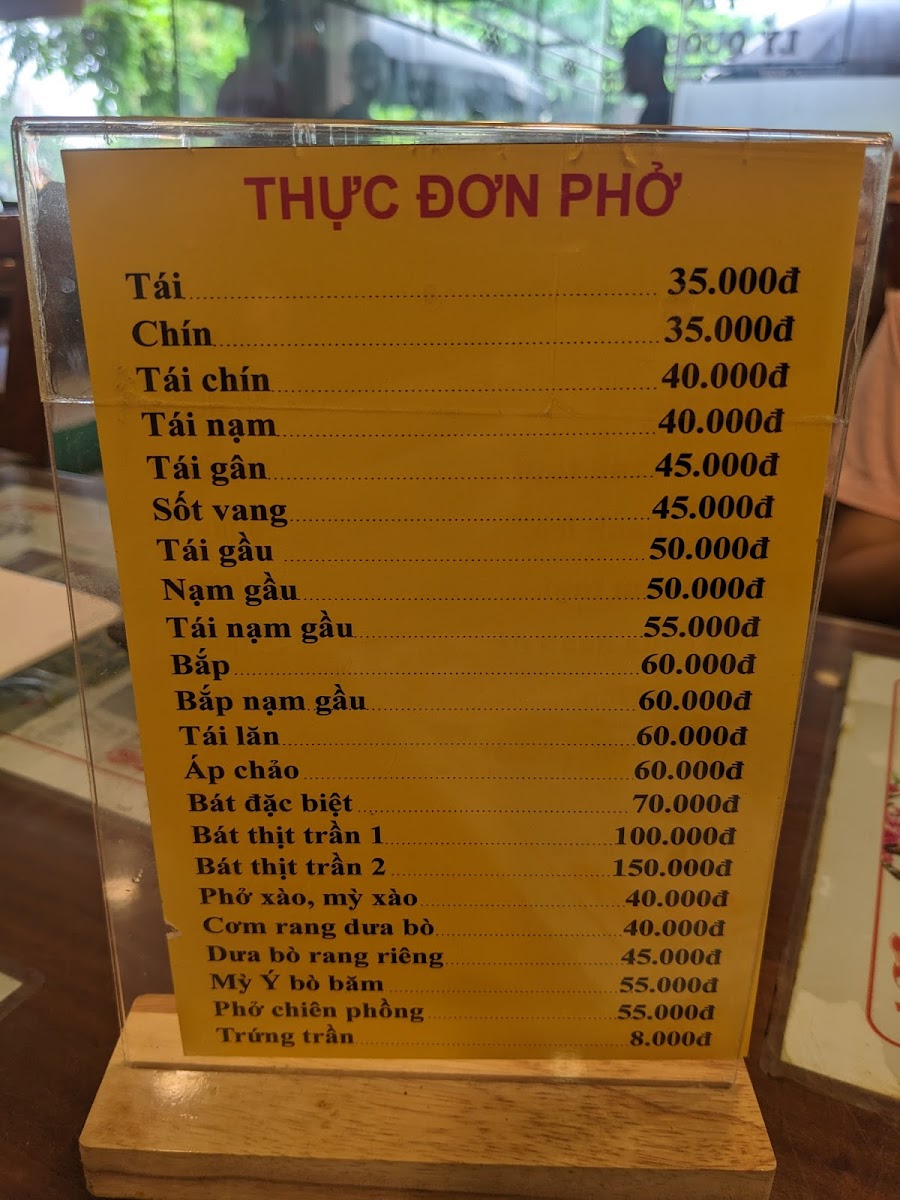 THỰC ĐƠN PHỞ
Tái 35.000đ
Chín 35.000đ
Tái chín 40.000đ
Tái nạm 40.000đ
Tái gân 45.000đ
Sốt vang 45.000đ
Tái gầu 50.000đ
Nạm gầu 50.000đ
Tái nạm gầu 55.000đ
Bắp 60.000đ
Bắp nạm gầu 60.000đ
Tái lăn 60.000đ
Áp chảo 60.000đ
Bát đặc biệt 70.000đ
Bát thịt trần 1 100.000đ
Bát thịt trần 2 150.000đ
Phở xào, mỳ xào 40.000đ
Cơm rang dưa bò 40.000đ
Dưa bò rang riêng 45.000đ
Mỳ Ý bò băm 55.000đ
Phở chiên phồng 55.000đ
Trứng trần 8.000đ